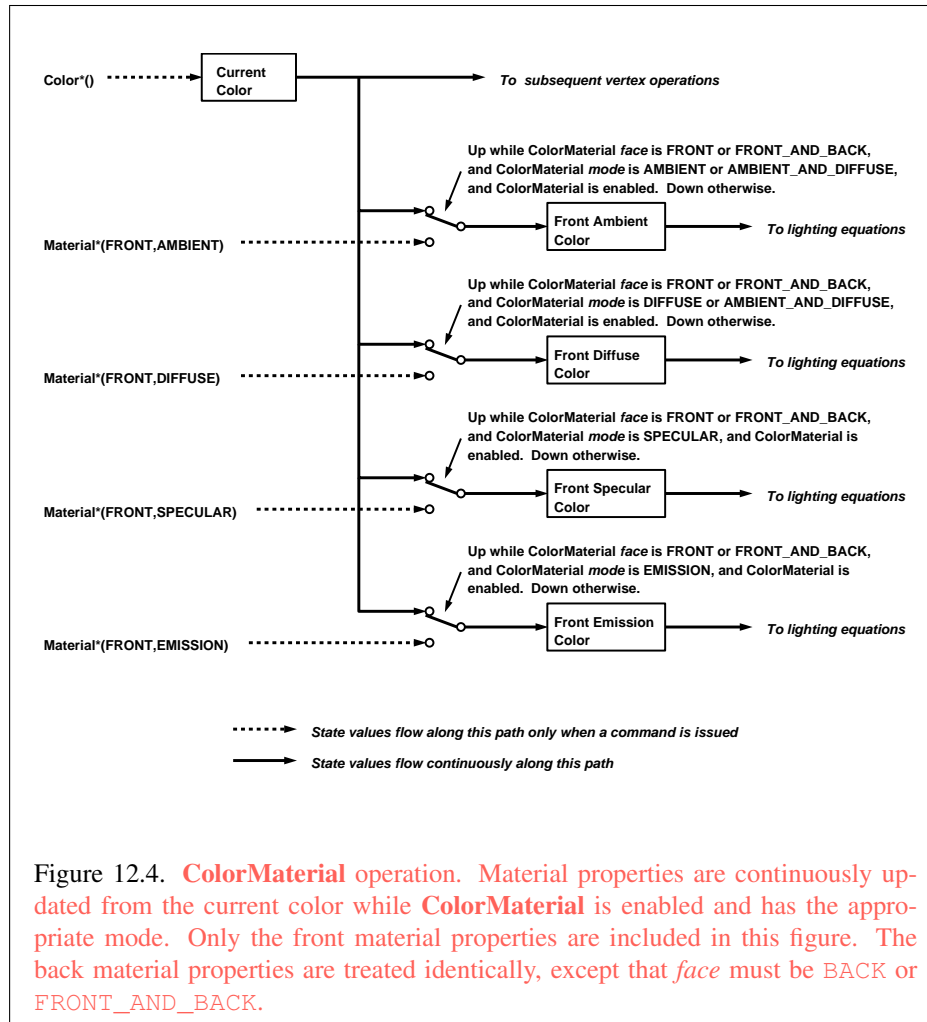 Color*()
Current
Color
To subsequent vertex operations
Up while ColorMaterial face is FRONT or FRONT_AND_BACK,
and ColorMaterial mode is AMBIENT or AMBIENT_AND_DIFFUSE,
and ColorMaterial is enabled. Down otherwise.
Material*(FRONT,AMBIENT)
Front Ambient
Color
To lighting equations
Up while ColorMaterial face is FRONT or FRONT_AND_BACK,
and ColorMaterial mode is DIFFUSE or AMBIENT_AND_DIFFUSE,
and ColorMaterial is enabled. Down otherwise.
Material*(FRONT,DIFFUSE)
Front Diffuse
Color
To lighting equations
Up while ColorMaterial face is FRONT or FRONT_AND_BACK,
and ColorMaterial mode is SPECULAR, and ColorMaterial is
enabled. Down otherwise.
Material*(FRONT,SPECULAR)
Front Specular
Color
To lighting equations
Up while ColorMaterial face is FRONT or FRONT_AND_BACK,
and ColorMaterial mode is EMISSION, and ColorMaterial is
enabled. Down otherwise.
Material*(FRONT,EMISSION)
Front Emission
Color
To lighting equations
State values flow along this path only when a command is issued
State values flow continuously along this path
Figure 12.4. ColorMaterial operation. Material properties are continuously up-
dated from the current color while ColorMaterial is enabled and has the appro-
priate mode. Only the front material properties are included in this figure. The
back material properties are treated identically, except that face must be BACK or
FRONT_AND_BACK.